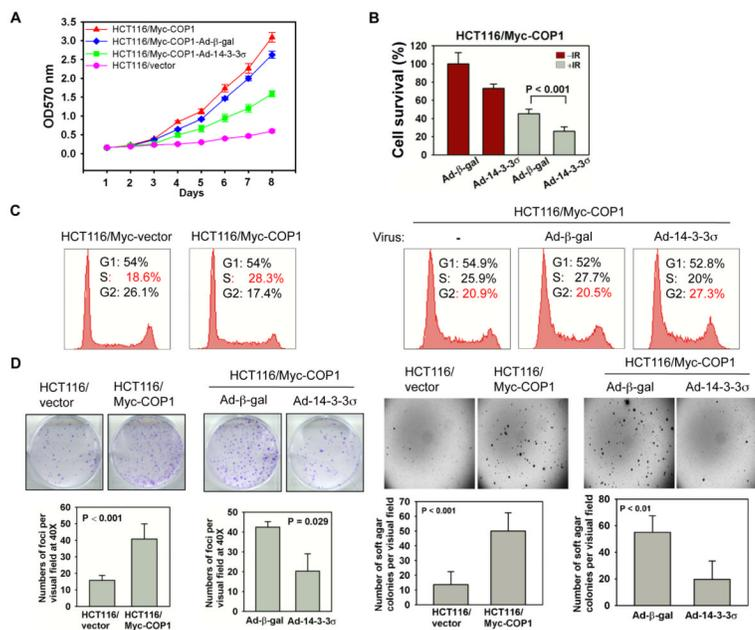 A
HCT116/Myc-COP1
HCT116/Myc-COP1-Ad-β-gal
HCT116/Myc-COP1-Ad-14-3-3σ
HCT116/vector
OD570 nm
3.5
3.0
2.5
2.0
1.5
1.0
0.5
0.0
1 2 3 4 5 6 7 8
Days
B
HCT116/Myc-COP1
Cell survival (%)
120
100
80
60
40
20
0
–IR
+IR
P < 0.001
Ad-β-gal
Ad-14-3-3σ
Ad-β-gal
Ad-14-3-3σ
C
HCT116/Myc-vector
G1: 54%
S: 18.6%
G2: 26.1%
HCT116/Myc-COP1
G1: 54%
S: 28.3%
G2: 17.4%
HCT116/Myc-COP1
Virus: - Ad-β-gal Ad-14-3-3σ
G1: 54.9%
S: 25.9%
G2: 20.9%
G1: 52%
S: 27.7%
G2: 20.5%
G1: 52.8%
S: 20%
G2: 27.3%
D
HCT116/
vector
HCT116/
Myc-COP1
HCT116/Myc-COP1
Ad-β-gal Ad-14-3-3σ
HCT116/
vector
HCT116/
Myc-COP1
HCT116/Myc-COP1
Ad-β-gal Ad-14-3-3σ
Numbers of foci per
visual field at 40X
60
50
40
30
20
10
0
P < 0.001
HCT116/
vector
HCT116/
Myc-COP1
Numbers of foci per
visual field at 40X
50
40
30
20
10
0
P = 0.029
Ad-β-gal Ad-14-3-3σ
Number of soft agar
colonies per visiual field
70
60
50
40
30
20
10
0
P < 0.001
HCT116/
vector
HCT116/
Myc-COP1
Number of soft agar
colonies per visiual field
80
60
40
20
0
P < 0.01
Ad-β-gal Ad-14-3-3σ